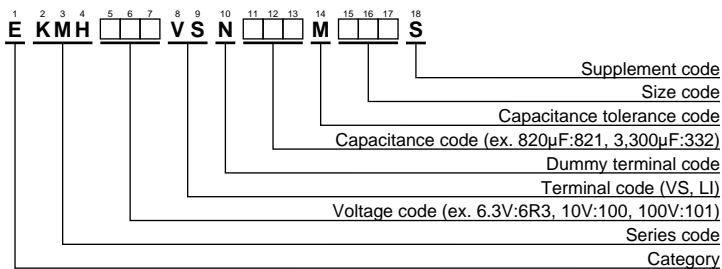 1 2 3 4 5 6 7 8 9 10 11 12 13 14 15 16 17 18
E KMH □□□ VS N □□□ M □□□ S
Supplement code
Size code
Capacitance tolerance code
Capacitance code (ex. 820µF:821, 3,300µF:332)
Dummy terminal code
Terminal code (VS, LI)
Voltage code (ex. 6.3V:6R3, 10V:100, 100V:101)
Series code
Category